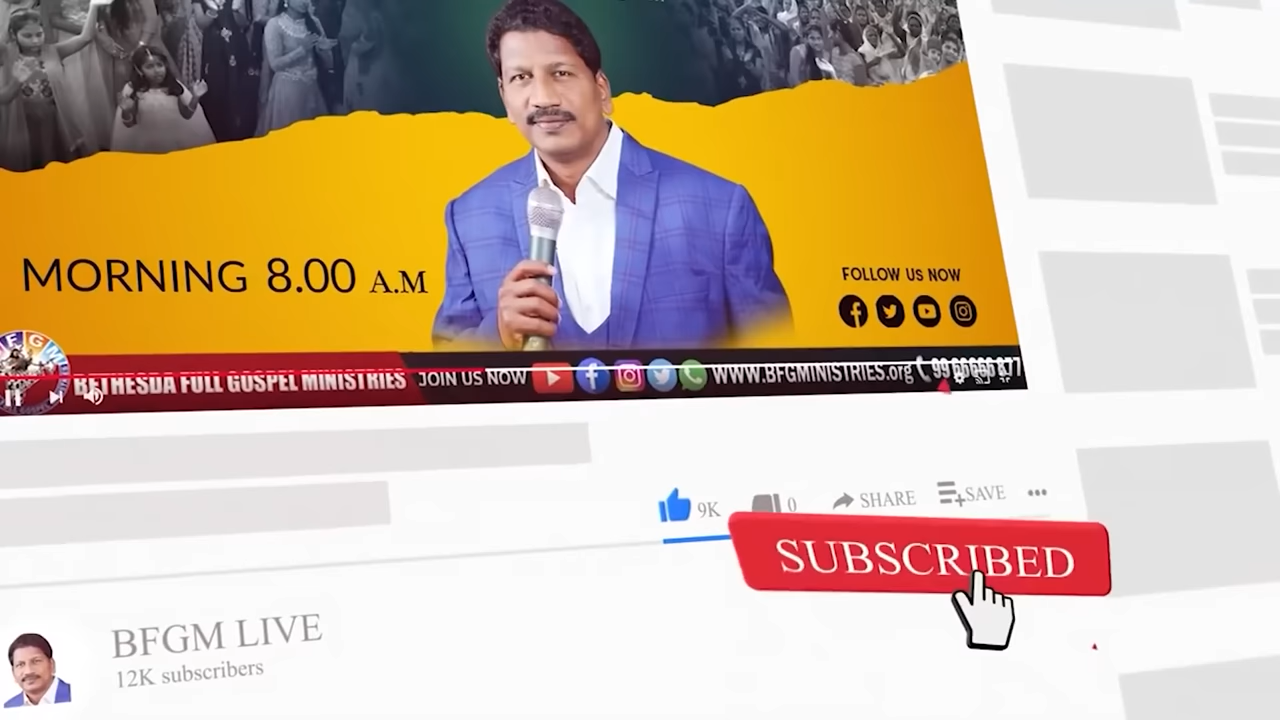 MORNING 8.00 A.M
FOLLOW US NOW
BETHESDA FULL GOSPEL MINISTRIES JOIN US NOW WWW.BFGMINISTRIES.org
9K 0 SHARE SAVE
SUBSCRIBED
BFGM LIVE
12K subscribers